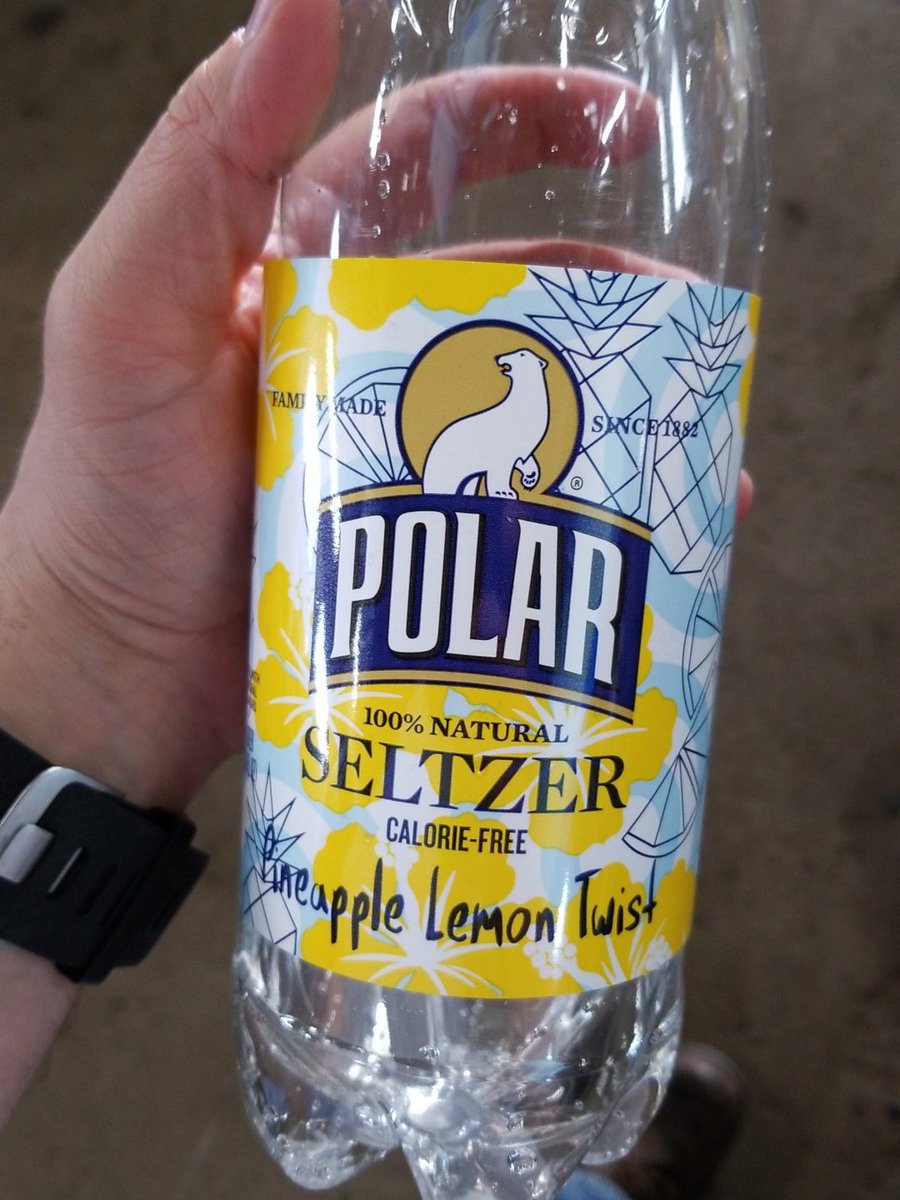 FAMILY MADE
SINCE 1882
®
POLAR
100% NATURAL
SELTZER
CALORIE-FREE
Pineapple Lemon Twist